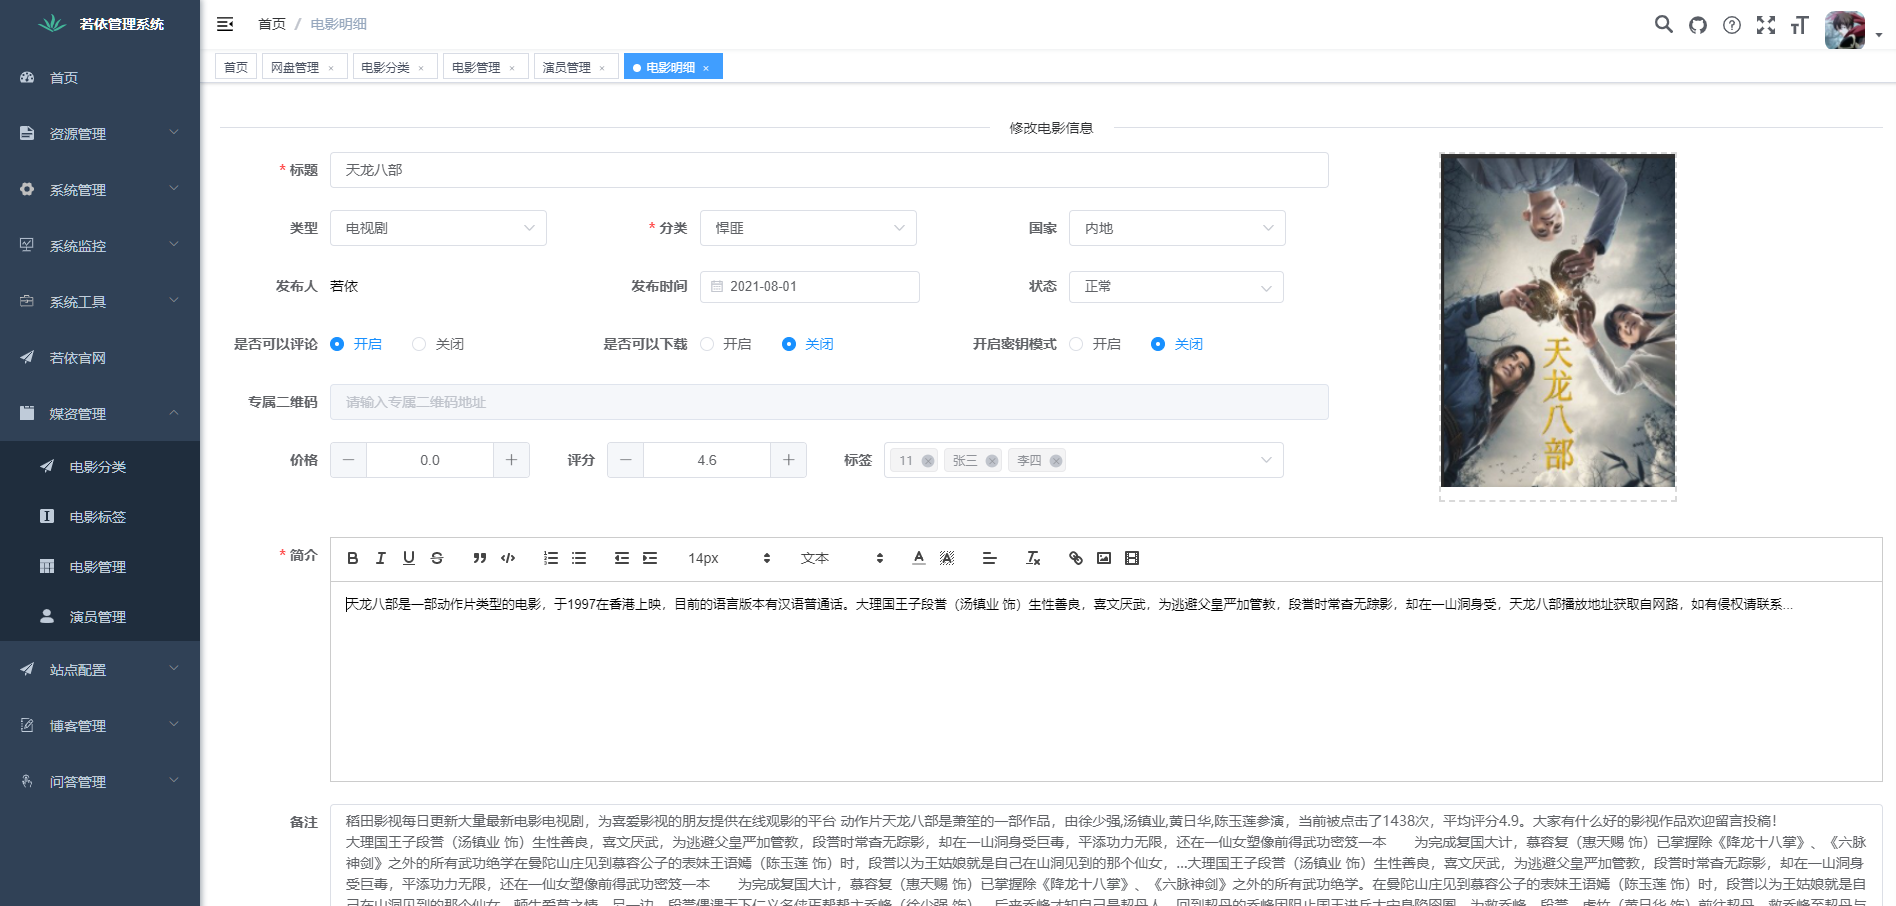 若依管理系统
首页 / 电影明细
首页 网盘管理 × 电影分类 × 电影管理 × 演员管理 × 电影明细 ×
首页
资源管理
系统管理
系统监控
系统工具
若依官网
媒资管理
电影分类
电影标签
电影管理
演员管理
站点配置
博客管理
问答管理
修改电影信息
* 标题 天龙八部
类型 电视剧 * 分类 悍匪 国家 内地
发布人 若依 发布时间 2021-08-01 状态 正常
是否可以评论 开启 关闭 是否可以下载 开启 关闭 开启密钥模式 开启 关闭
专属二维码 请输入专属二维码地址
价格 0.0 评分 4.6 标签 11 张三 李四
天龙八部
* 简介 14px 文本
天龙八部是一部动作片类型的电影，于1997在香港上映，目前的语言版本有汉语普通话。大理国王子段誉（汤镇业 饰）生性善良，喜文厌武，为逃避父皇严加管教，段誉时常杳无踪影，却在一山洞身受，天龙八部播放地址获取自网路，如有侵权请联系...
备注 稻田影视每日更新大量最新电影电视剧，为喜爱影视的朋友提供在线观影的平台 动作片天龙八部是萧笙的一部作品，由徐少强,汤镇业,黄日华,陈玉莲参演，当前被点击了1438次，平均评分4.9。大家有什么好的影视作品欢迎留言投稿！
大理国王子段誉（汤镇业 饰）生性善良，喜文厌武，为逃避父皇严加管教，段誉时常杳无踪影，却在一山洞身受巨毒，平添功力无限，还在一仙女塑像前得武功密笈一本　　为完成复国大计，慕容复（惠天赐 饰）已掌握除《降龙十八掌》、《六脉
神剑》之外的所有武功绝学在曼陀山庄见到慕容公子的表妹王语嫣（陈玉莲 饰）时，段誉以为王姑娘就是自己在山洞见到的那个仙女，...大理国王子段誉（汤镇业 饰）生性善良，喜文厌武，为逃避父皇严加管教，段誉时常杳无踪影，却在一山洞身
受巨毒，平添功力无限，还在一仙女塑像前得武功密笈一本　　为完成复国大计，慕容复（惠天赐 饰）已掌握除《降龙十八掌》、《六脉神剑》之外的所有武功绝学。在曼陀山庄见到慕容公子的表妹王语嫣（陈玉莲 饰）时，段誉以为王姑娘就是自